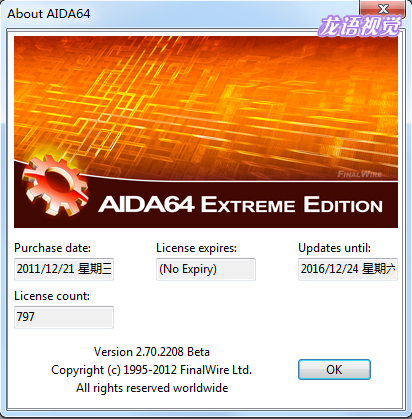 About AIDA64
龙语视觉
FINALWIRE
AIDA64 EXTREME EDITION
Purchase date:
License expires:
Updates until:
2011/12/21 星期三
(No Expiry)
2016/12/24 星期六
License count:
797
Version 2.70.2208 Beta
Copyright (c) 1995-2012 FinalWire Ltd.
All rights reserved worldwide
OK